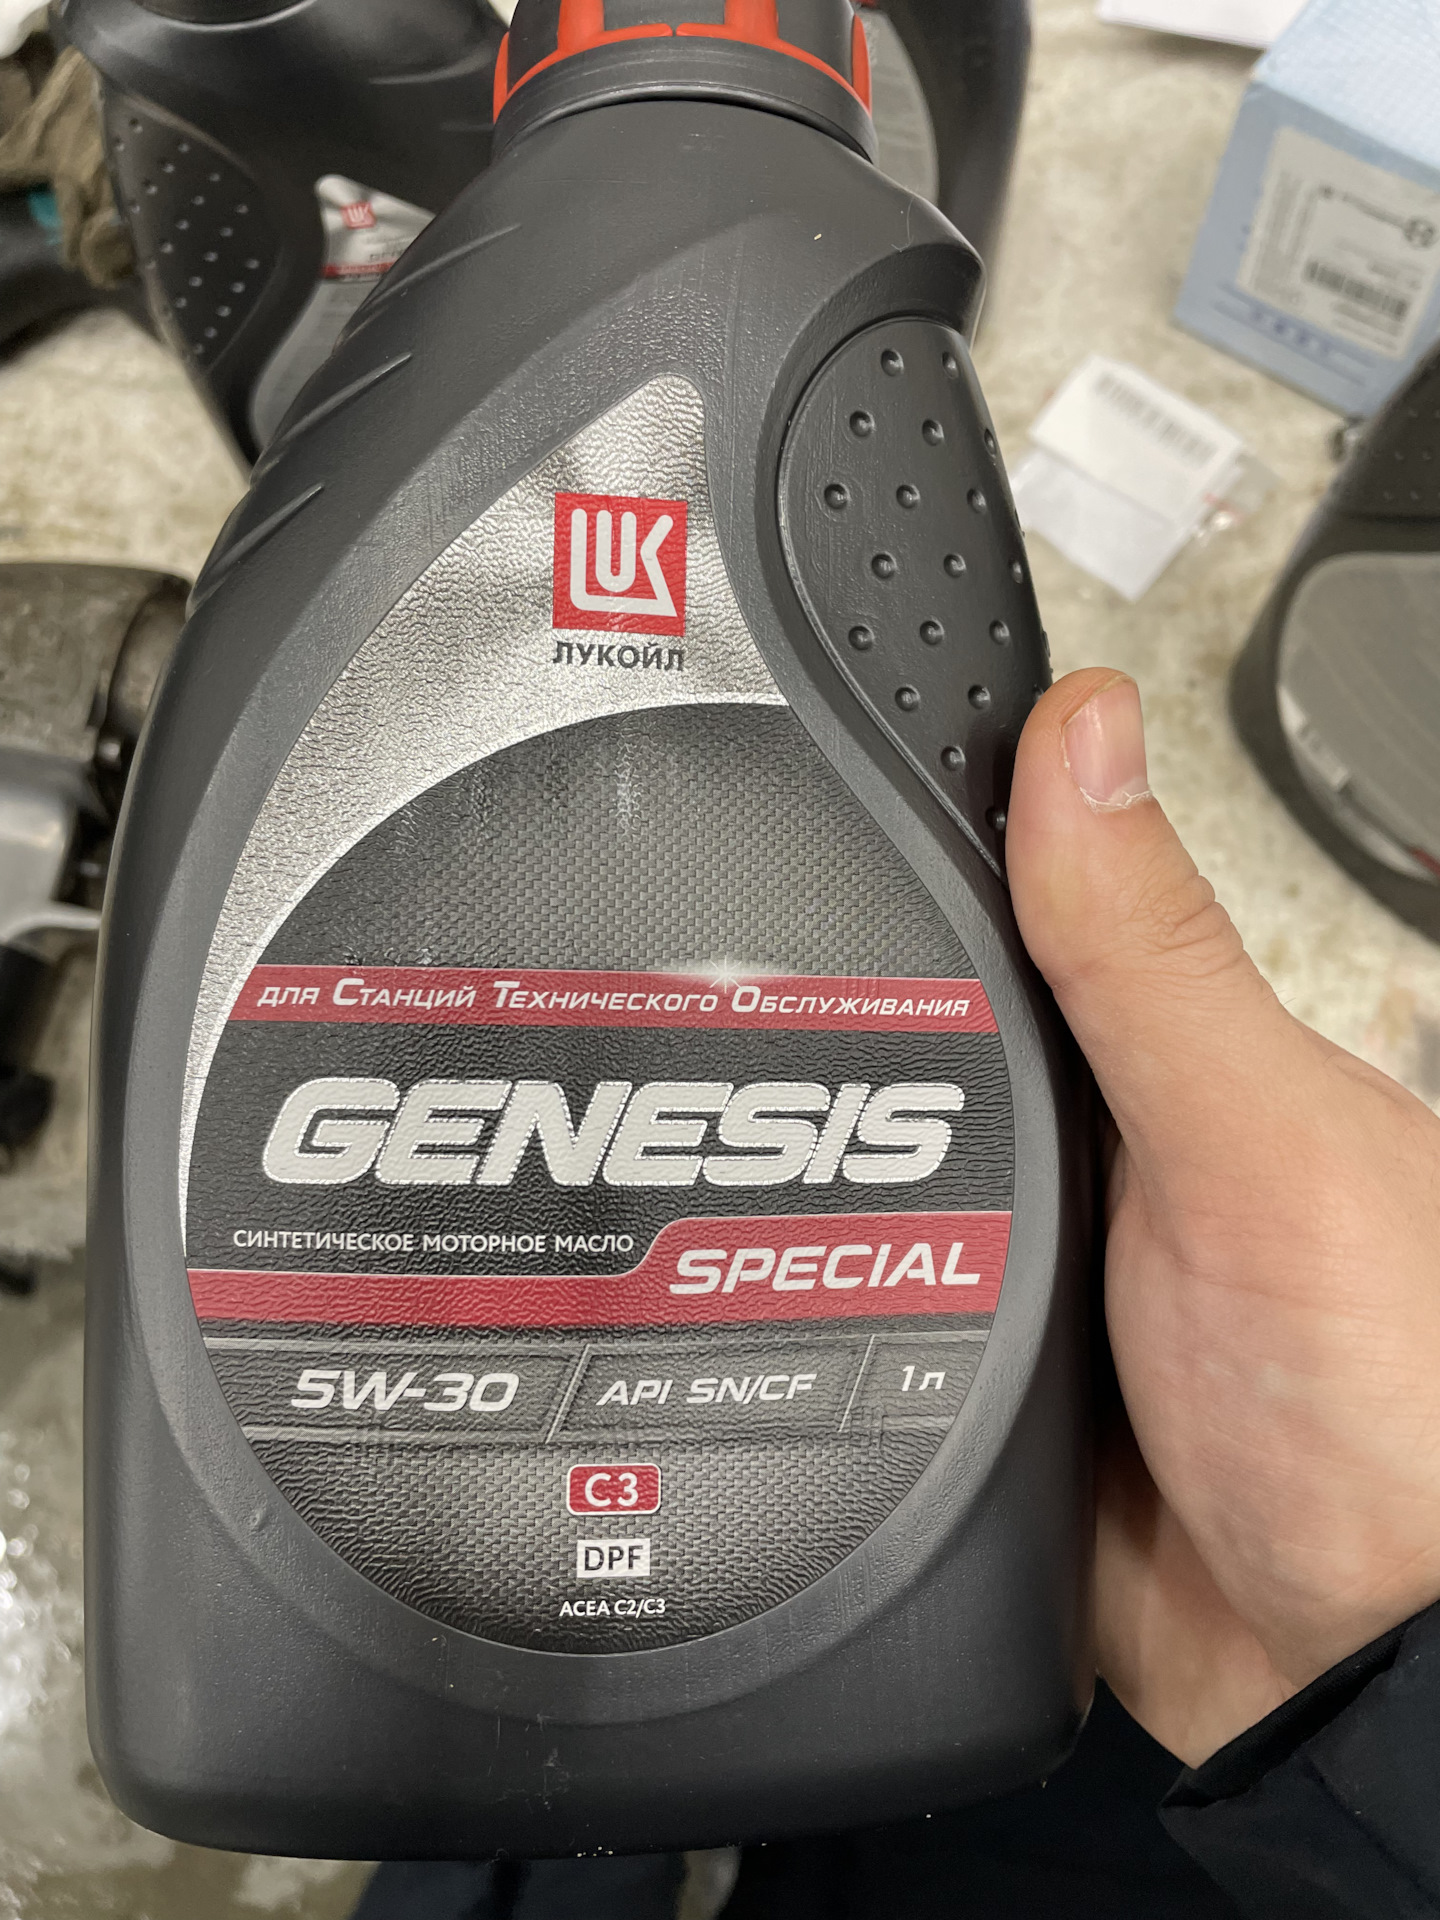 LUK
ЛУКОЙЛ
для Станций Технического Обслуживания
GENESIS
СИНТЕТИЧЕСКОЕ МОТОРНОЕ МАСЛО
SPECIAL
5W-30
API SN/CF
1 л
C3
DPF
ACEA C2/C3
LUK